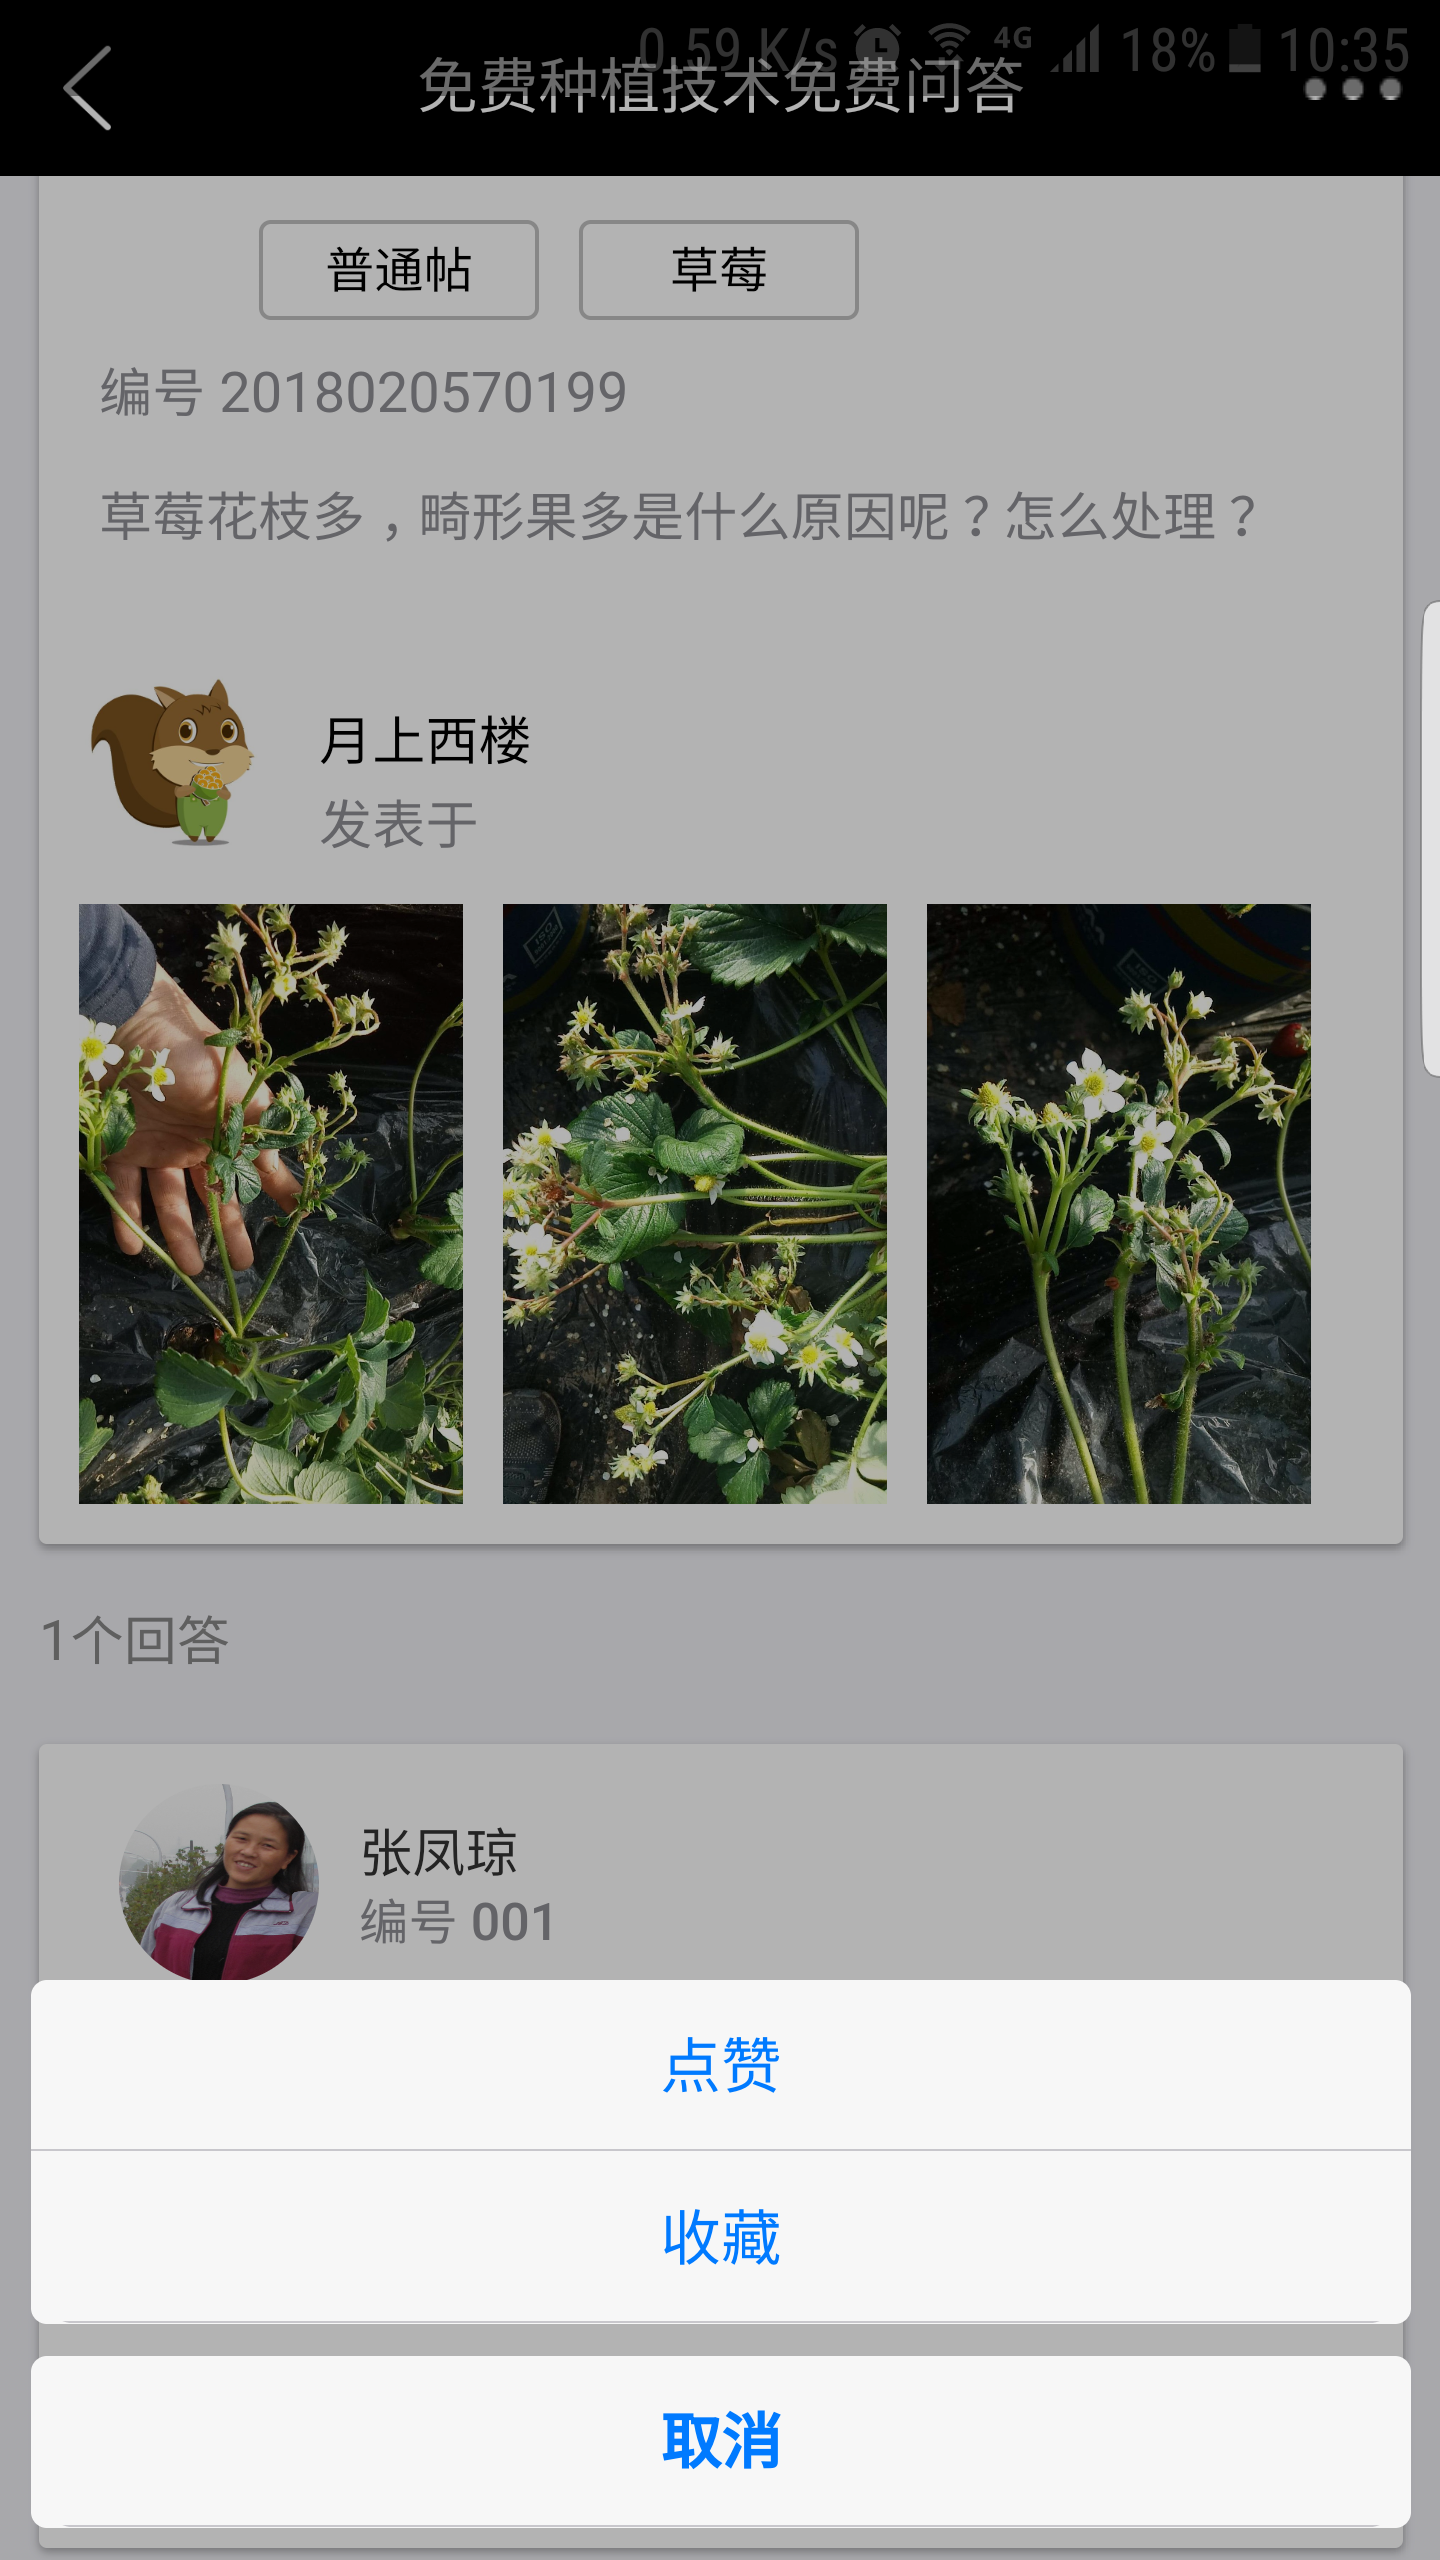 0.59 K/s 4G 18% 10:35
免费种植技术免费问答
普通帖 草莓
编号 2018020570199
草莓花枝多，畸形果多是什么原因呢？怎么处理？
月上西楼
发表于
1个回答
张凤琼
编号 001
点赞
收藏
取消